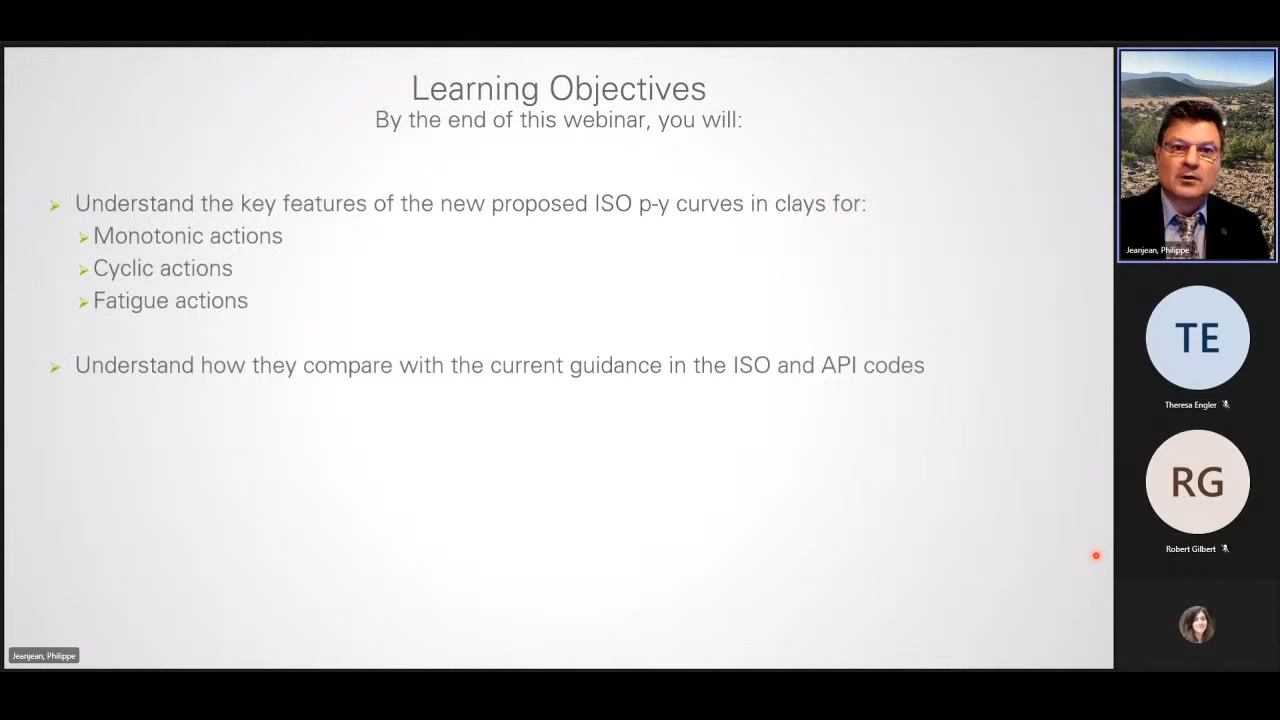 Learning Objectives
By the end of this webinar, you will:
Understand the key features of the new proposed ISO p-y curves in clays for:
Monotonic actions
Cyclic actions
Fatigue actions
Understand how they compare with the current guidance in the ISO and API codes
Jeanjean, Philippe
Jeanjean, Philippe
TE
Theresa Engler
RG
Robert Gilbert